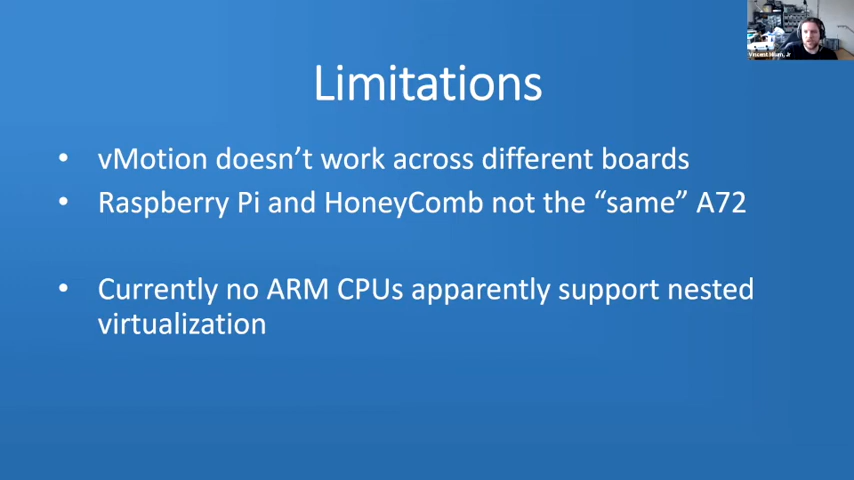 Limitations
• vMotion doesn’t work across different boards
• Raspberry Pi and HoneyComb not the “same” A72
• Currently no ARM CPUs apparently support nested
virtualization